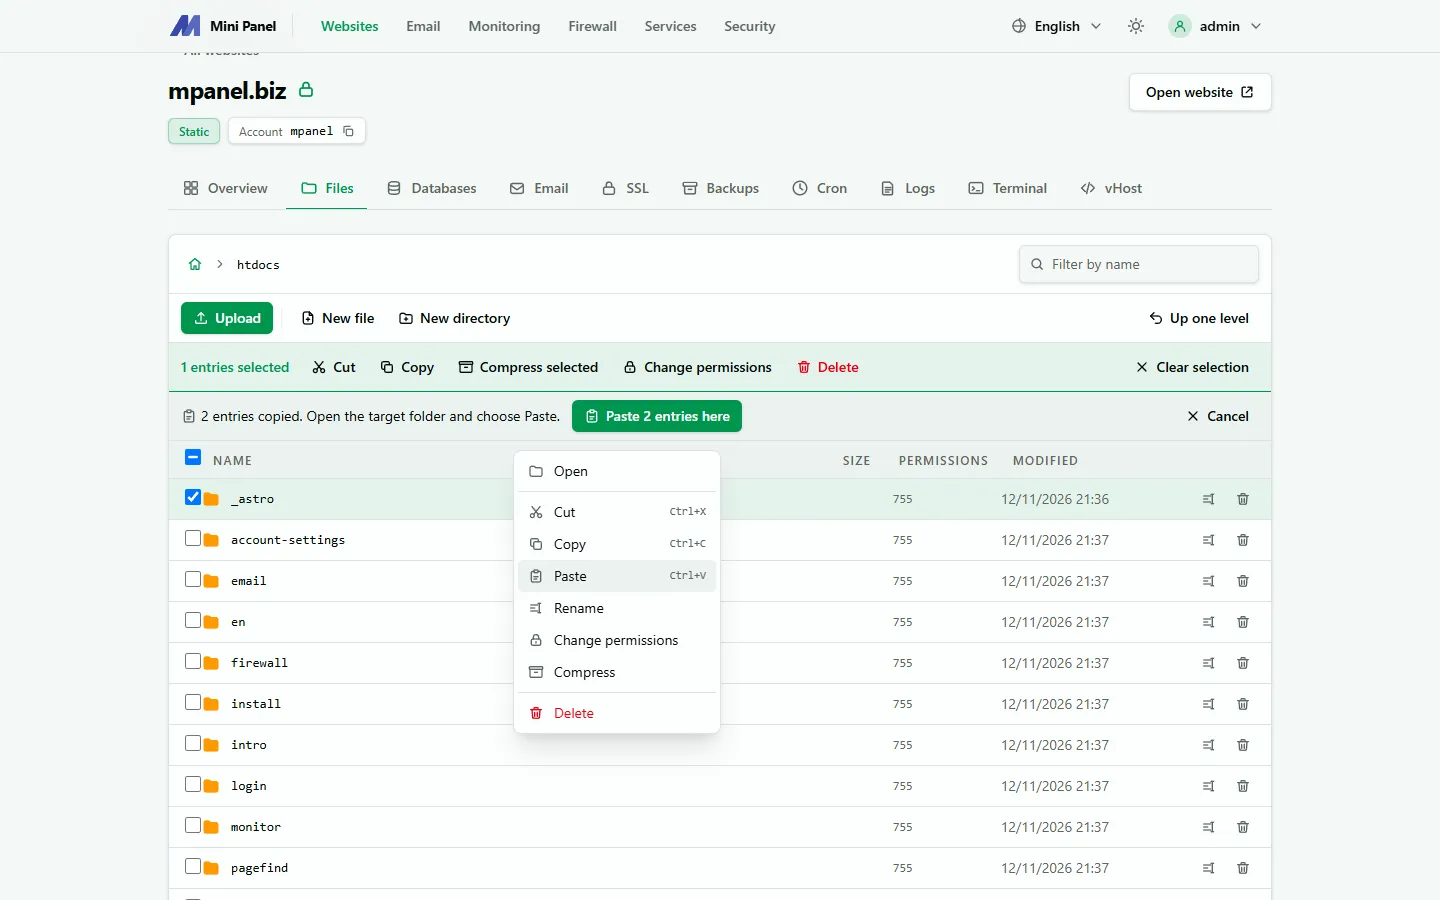 Mini Panel
Websites
Email
Monitoring
Firewall
Services
Security
English
admin
All websites
mpanel.biz
Open website
Static
Account mpanel
Overview
Files
Databases
Email
SSL
Backups
Cron
Logs
Terminal
vHost
htdocs
Filter by name
Upload
New file
New directory
Up one level
1 entries selected
Cut
Copy
Compress selected
Change permissions
Delete
Clear selection
2 entries copied. Open the target folder and choose Paste.
Paste 2 entries here
Cancel
NAME
SIZE
PERMISSIONS
MODIFIED
_astro 755 12/11/2026 21:36
account-settings 755 12/11/2026 21:37
email 755 12/11/2026 21:37
en 755 12/11/2026 21:37
firewall 755 12/11/2026 21:37
install 755 12/11/2026 21:37
intro 755 12/11/2026 21:37
login 755 12/11/2026 21:37
monitor 755 12/11/2026 21:37
pagefind 755 12/11/2026 21:37
Open
Cut Ctrl+X
Copy Ctrl+C
Paste Ctrl+V
Rename
Change permissions
Compress
Delete